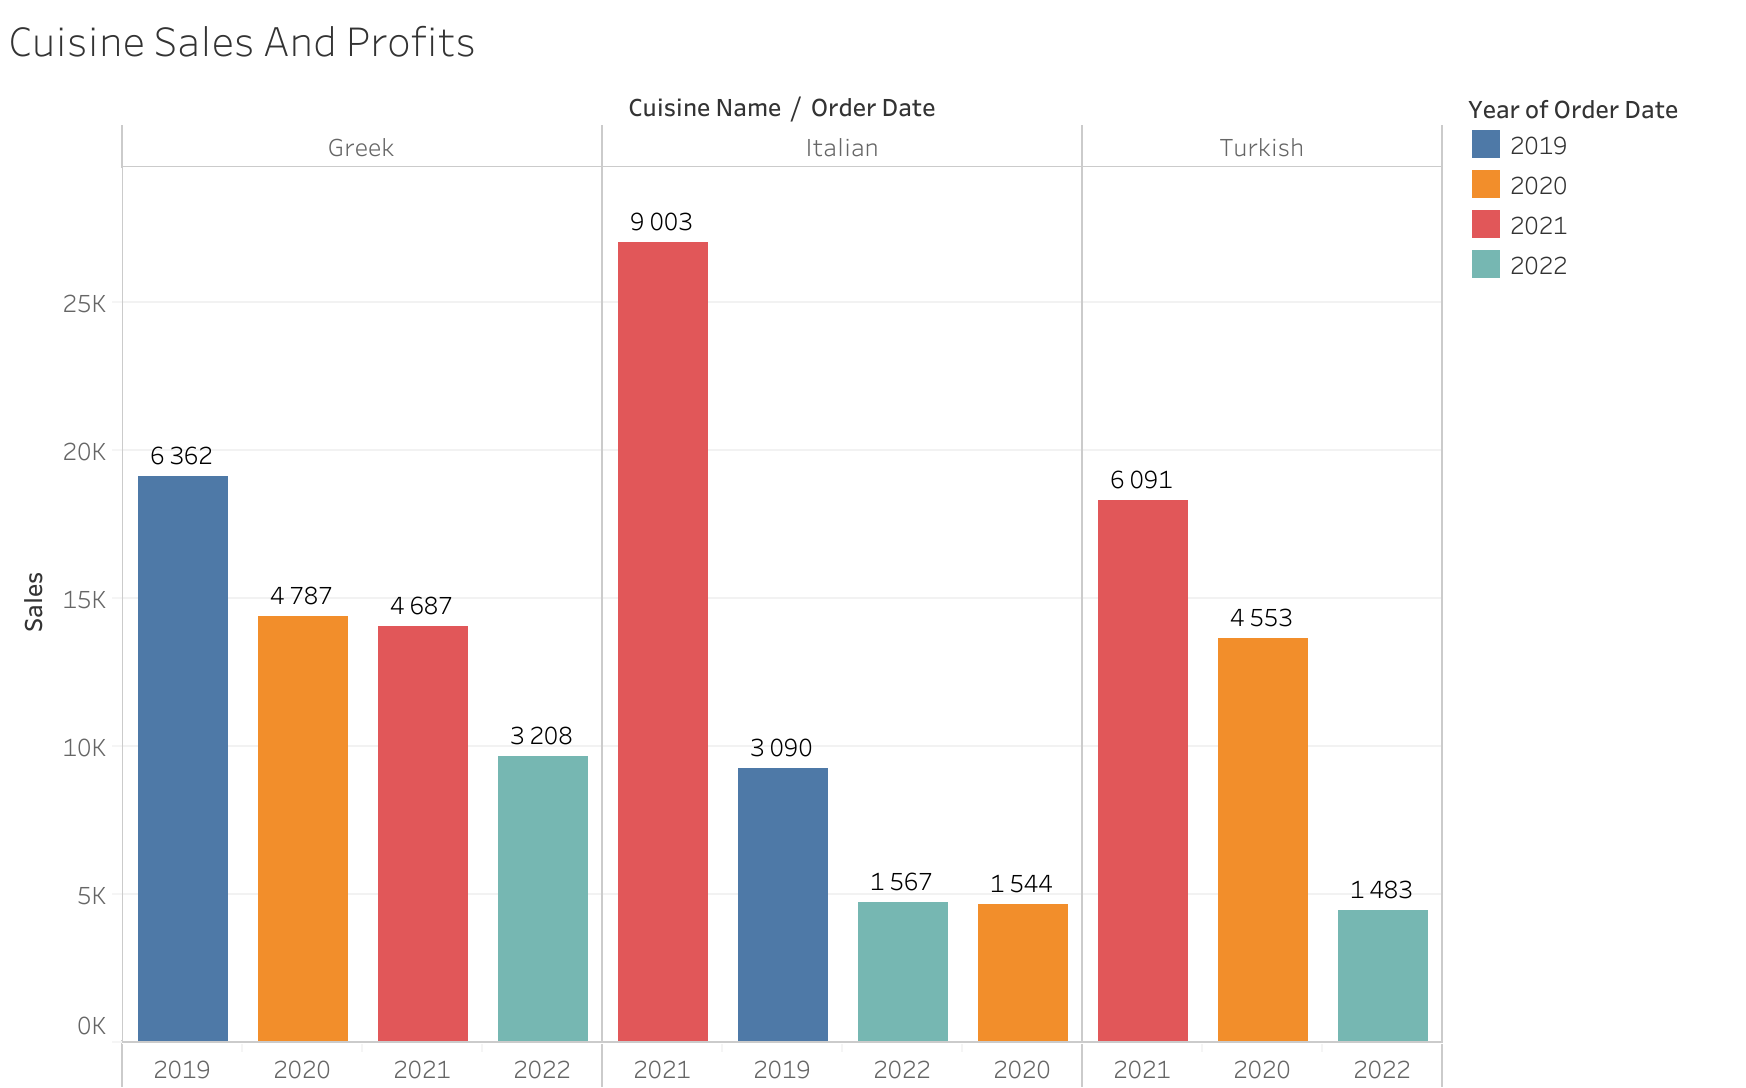 Cuisine Sales And Profits
Cuisine Name / Order Date
Year of Order Date
2019
2020
2021
2022
Greek Italian Turkish
Sales
25K
20K
15K
10K
5K
0K
6 362
4 787
4 687
3 208
9 003
3 090
1 567
1 544
6 091
4 553
1 483
2019 2020 2021 2022 2021 2019 2022 2020 2021 2020 2022